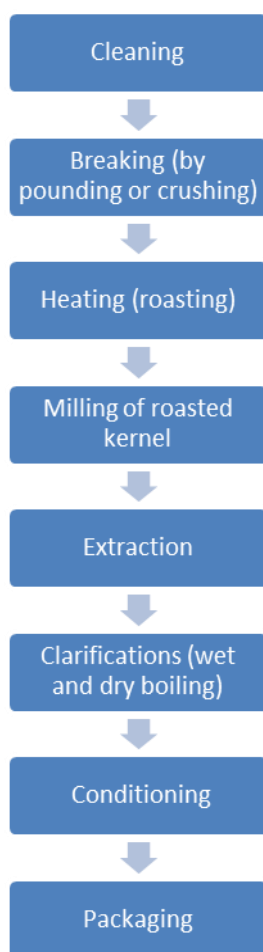 Cleaning
Breaking (by
pounding or crushing)
Heating (roasting)
Milling of roasted
kernel
Extraction
Clarifications (wet
and dry boiling)
Conditioning
Packaging